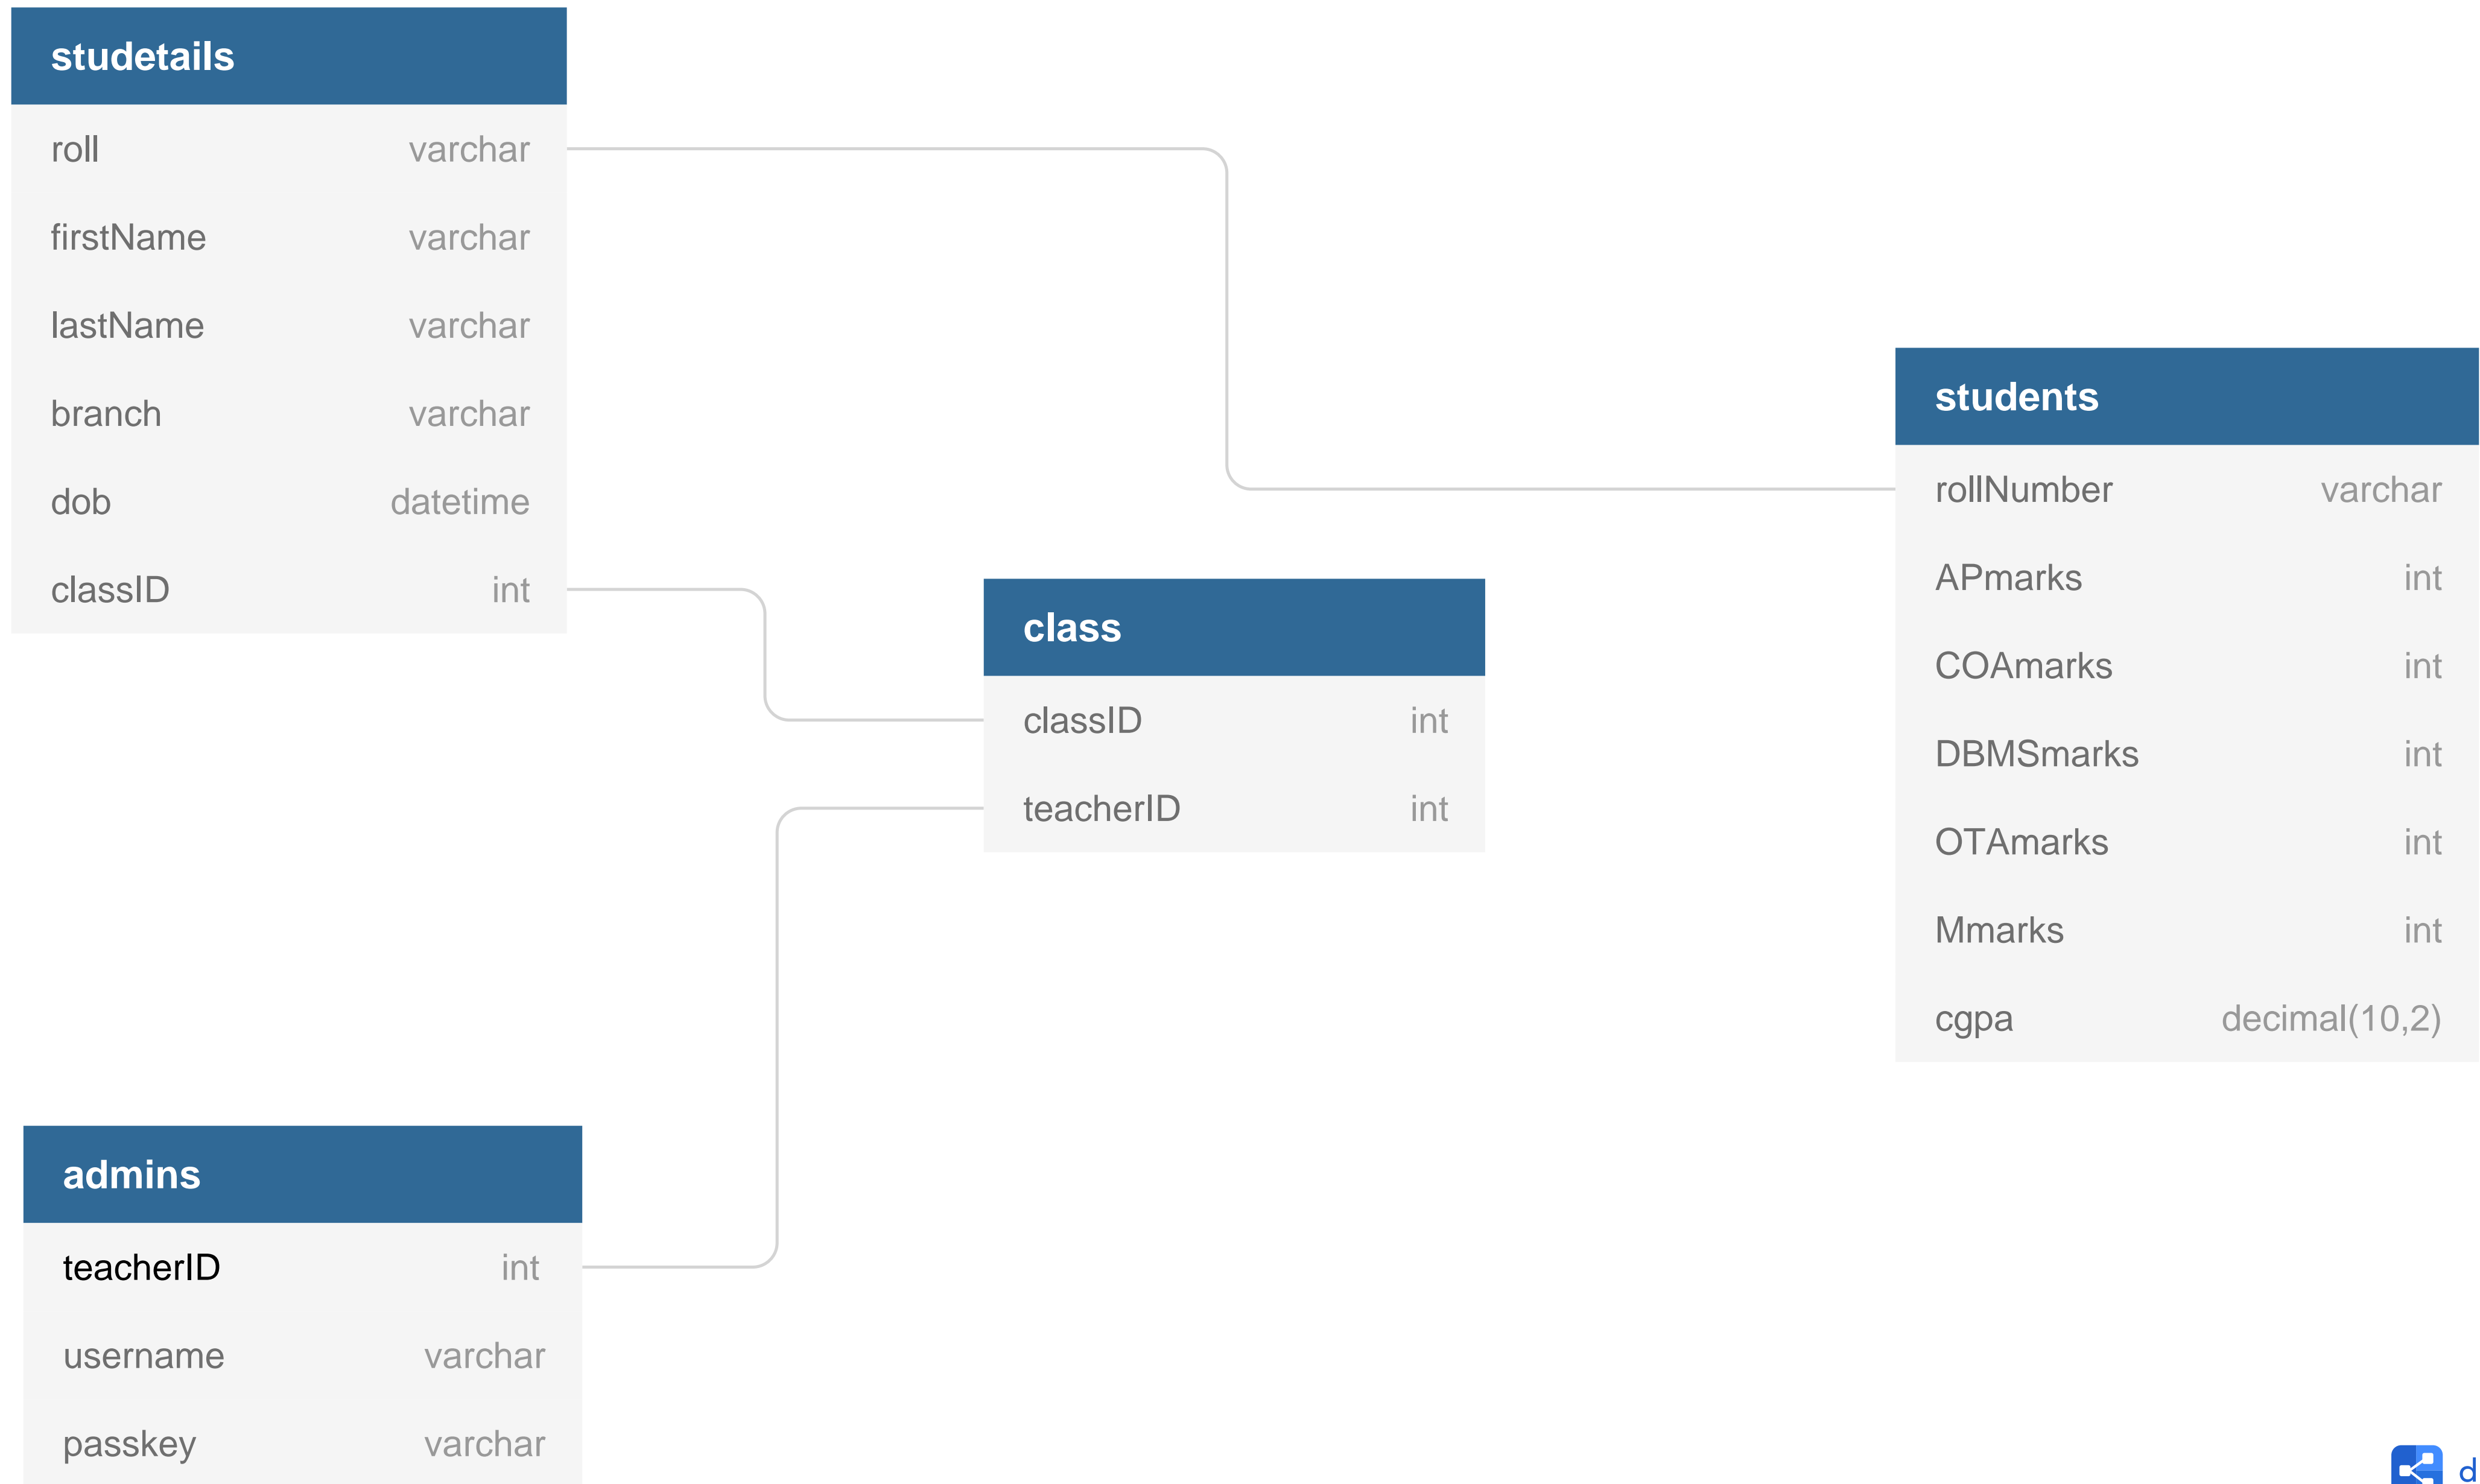 studetails
roll varchar
firstName varchar
lastName varchar
branch varchar
dob datetime
classID int
students
rollNumber varchar
APmarks int
COAmarks int
DBMSmarks int
OTAmarks int
Mmarks int
cgpa decimal(10,2)
class
classID int
teacherID int
admins
teacherID int
username varchar
passkey varchar
d